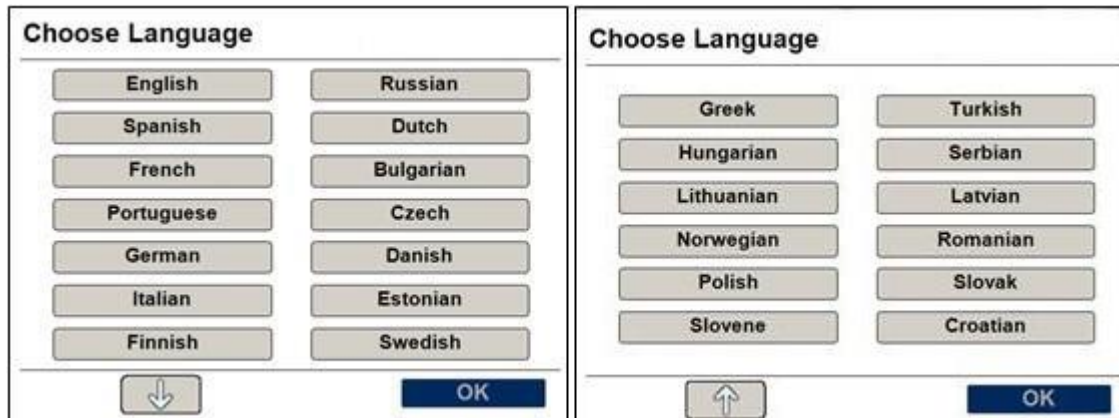 Choose Language
English
Russian
Spanish
Dutch
French
Bulgarian
Portuguese
Czech
German
Danish
Italian
Estonian
Finnish
Swedish
OK
Choose Language
Greek
Turkish
Hungarian
Serbian
Lithuanian
Latvian
Norwegian
Romanian
Polish
Slovak
Slovene
Croatian
OK